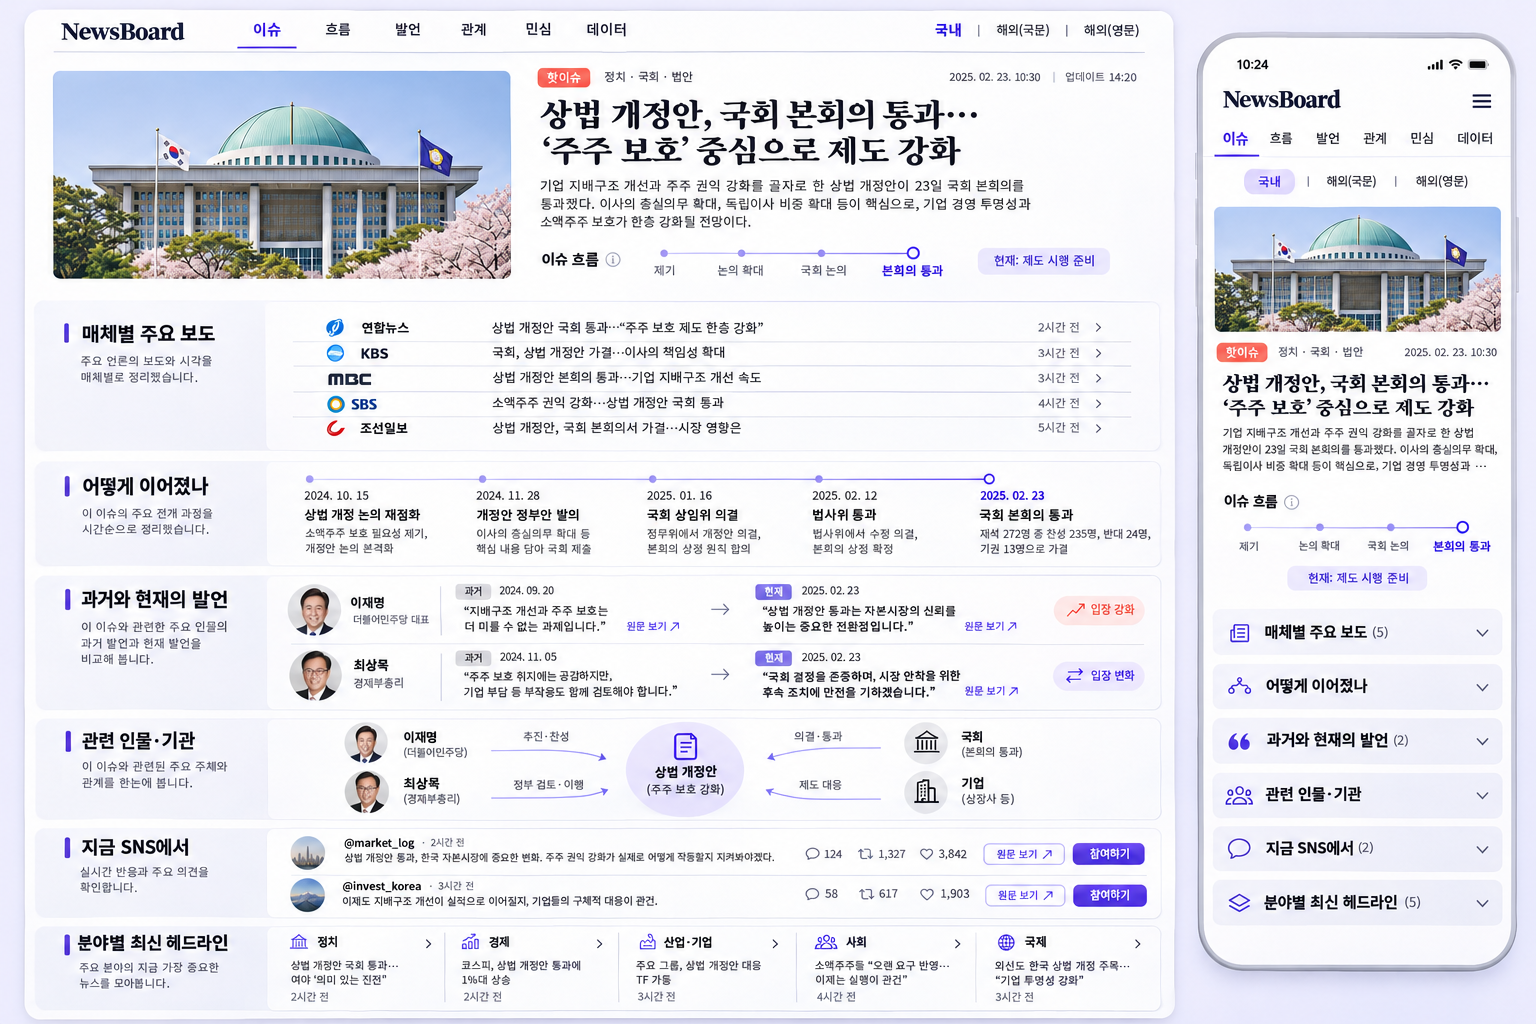 NewsBoard
이슈 흐름 발언 관계 민심 데이터
국내 | 해외(국문) | 해외(영문)
핫이슈 정치 · 국회 · 법안
2025. 02. 23. 10:30 | 업데이트 14:20
상법 개정안, 국회 본회의 통과…
‘주주 보호’ 중심으로 제도 강화
기업 지배구조 개선과 주주 권익 강화를 골자로 한 상법 개정안이 23일 국회 본회의를
통과했다. 이사의 충실의무 확대, 독립이사 비중 확대 등이 핵심으로, 기업 경영 투명성과
소액주주 보호가 한층 강화될 전망이다.
이슈 흐름
제기 논의 확대 국회 논의 본회의 통과
현재: 제도 시행 준비
매체별 주요 보도
주요 언론의 보도와 시각을
매체별로 정리했습니다.
연합뉴스 상법 개정안 국회 통과…“주주 보호 제도 한층 강화” 2시간 전
KBS 국회, 상법 개정안 가결…이사의 책임성 확대 3시간 전
MBC 상법 개정안 본회의 통과…기업 지배구조 개선 속도 3시간 전
SBS 소액주주 권익 강화…상법 개정안 국회 통과 4시간 전
조선일보 상법 개정안, 국회 본회의서 가결…시장 영향은 5시간 전
어떻게 이어졌나
이 이슈의 주요 전개 과정을
시간순으로 정리했습니다.
2024. 10. 15
상법 개정 논의 재점화
소액주주 보호 필요성 제기,
개정안 논의 본격화
2024. 11. 28
개정안 정부안 발의
이사의 충실의무 확대 등
핵심 내용 담아 국회 제출
2025. 01. 16
국회 상임위 의결
정무위에서 개정안 의결,
본회의 상정 원칙 합의
2025. 02. 12
법사위 통과
법사위에서 수정 의결,
본회의 상정 확정
2025. 02. 23
국회 본회의 통과
재석 272명 중 찬성 235명, 반대 24명,
기권 13명으로 가결
과거와 현재의 발언
이 이슈와 관련한 주요 인물의
과거 발언과 현재 발언을
비교해 봅니다.
이재명
더불어민주당 대표
과거 2024. 09. 20
“지배구조 개선과 주주 보호는
더 미룰 수 없는 과제입니다.” 원문 보기 ↗
→
현재 2025. 02. 23
“상법 개정안 통과는 자본시장의 신뢰를
높이는 중요한 전환점입니다.” 원문 보기 ↗
입장 강화
최상목
경제부총리
과거 2024. 11. 05
“주주 보호 취지에는 공감하지만,
기업 부담 등 부작용도 함께 검토해야 합니다.”
→
현재 2025. 02. 23
“국회 결정을 존중하며, 시장 안착을 위한
후속 조치에 만전을 기하겠습니다.” 원문 보기 ↗
입장 변화
관련 인물·기관
이 이슈와 관련된 주요 주체와
관계를 한눈에 봅니다.
이재명
(더불어민주당)
추진·찬성
최상목
(경제부총리)
정부 검토·이행
상법 개정안
(주주 보호 강화)
의결·통과
국회
(본회의 통과)
제도 대응
기업
(상장사 등)
지금 SNS에서
실시간 반응과 주요 의견을
확인합니다.
@market_log · 2시간 전
상법 개정안 통과, 한국 자본시장에 중요한 변화. 주주 권익 강화가 실제로 어떻게 작동할지 지켜봐야겠다.
124 1,327 3,842 원문 보기 ↗ 참여하기
@invest_korea · 3시간 전
이제도 지배구조 개선이 실적으로 이어질지, 기업들의 구체적 대응이 관건.
58 617 1,903 원문 보기 ↗ 참여하기
분야별 최신 헤드라인
주요 분야의 지금 가장 중요한
뉴스를 모아봅니다.
정치
상법 개정안 국회 통과…
여야 ‘의미 있는 진전”
2시간 전
경제
코스피, 상법 개정안 통과에
1%대 상승
2시간 전
산업·기업
주요 그룹, 상법 개정안 대응
TF 가동
3시간 전
사회
소액주주들 “오랜 요구 반영…
이제는 실행이 관건”
4시간 전
국제
외신도 한국 상법 개정 주목…
“기업 투명성 강화”
3시간 전
10:24
NewsBoard
이슈 흐름 발언 관계 민심 데이터
국내 | 해외(국문) | 해외(영문)
핫이슈 정치 · 국회 · 법안 2025. 02. 23. 10:30
상법 개정안, 국회 본회의 통과…
‘주주 보호’ 중심으로 제도 강화
기업 지배구조 개선과 주주 권익 강화를 골자로 한 상법
개정안이 23일 국회 본회의를 통과했다. 이사의 충실의무 확대,
독립이사 비중 확대 등이 핵심으로, 기업 경영 투명성과 …
이슈 흐름
제기 논의 확대 국회 논의 본회의 통과
현재: 제도 시행 준비
매체별 주요 보도 (5)
어떻게 이어졌나
과거와 현재의 발언 (2)
관련 인물·기관
지금 SNS에서 (2)
분야별 최신 헤드라인 (5)